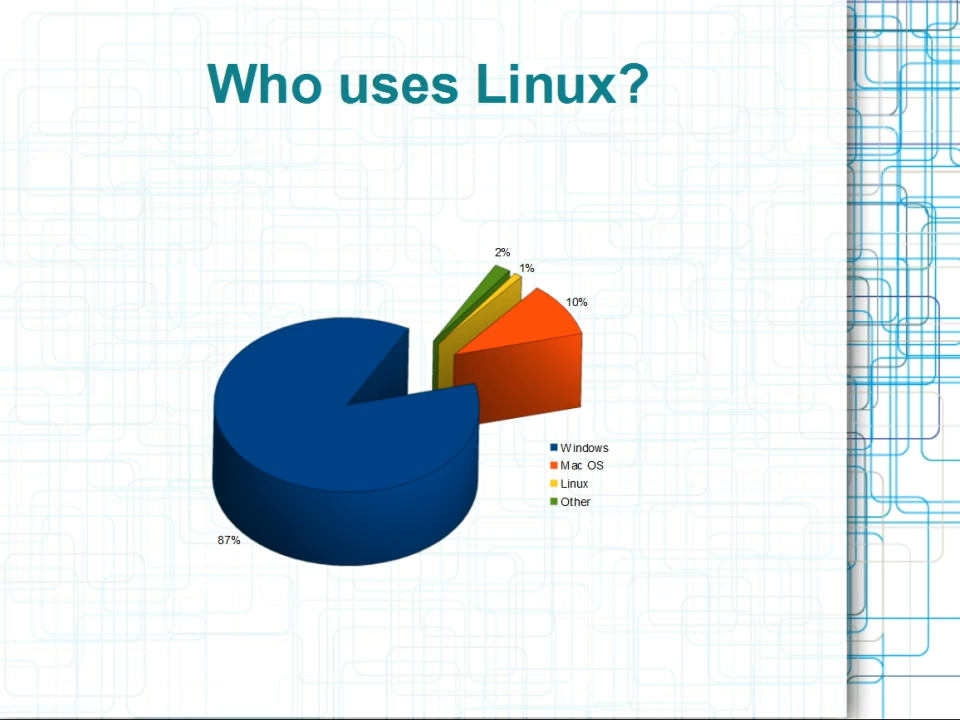 Who uses Linux?
2%
1%
10%
Windows
Mac OS
Linux
Other
87%